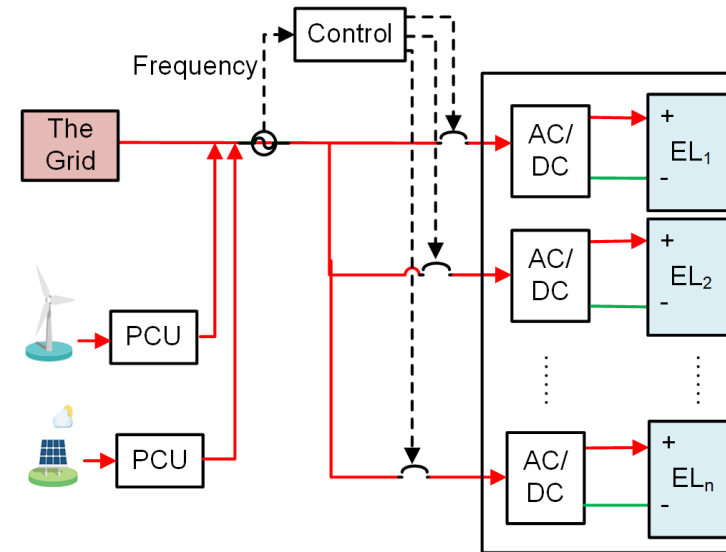 Control
Frequency
The
Grid
AC/
DC
+
-
EL₁
AC/
DC
+
-
EL₂
PCU
PCU
AC/
DC
+
-
ELₙ